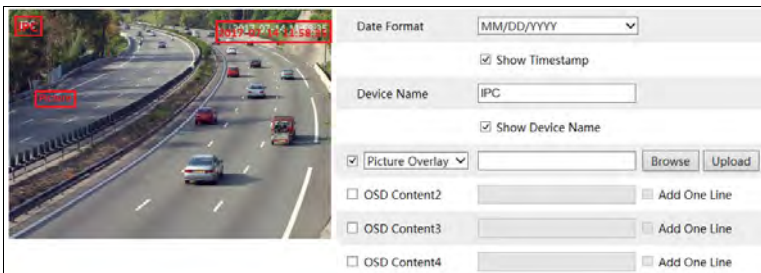 IPC
Date Format MM/DD/YYYY
Show Timestamp
Device Name IPC
Show Device Name
Picture Overlay Browse Upload
OSD Content2 Add One Line
OSD Content3 Add One Line
OSD Content4 Add One Line